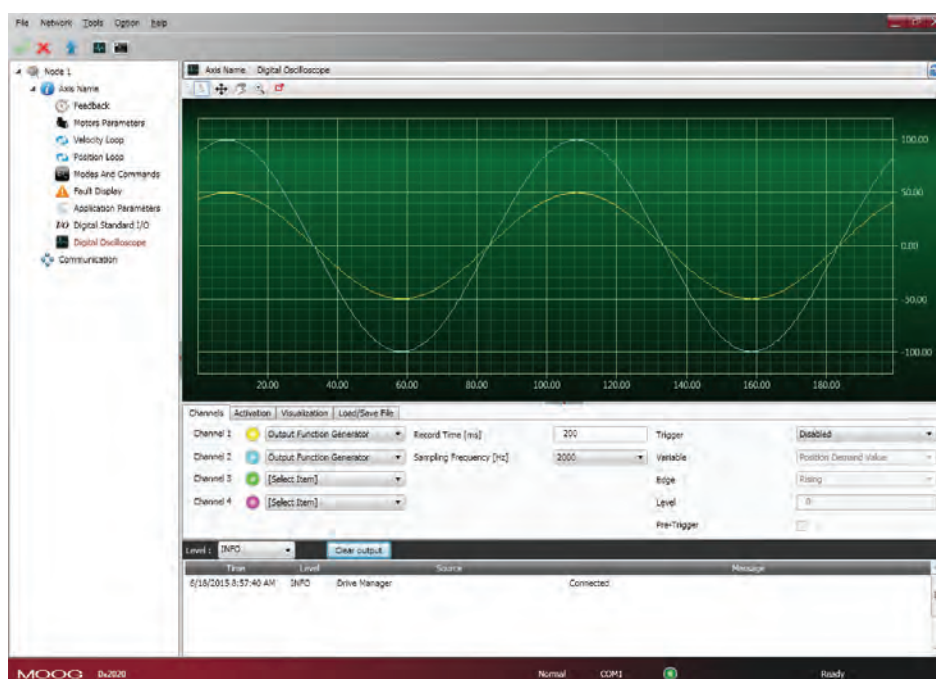 File Network Tools Option Help
Node 1
Axis Name
Feedback
Motors Parameters
Velocity Loop
Position Loop
Modes And Commands
Fault Display
Application Parameters
I/O Digital Standard I/O
Digital Oscilloscope
Communication
Axis Name Digital Oscilloscope
100.00
50.00
0.00
-50.00
-100.00
20.00 40.00 60.00 80.00 100.00 120.00 140.00 160.00 180.00
Channels Activation Visualization Load/Save File
Channel 1 Output Function Generator Record Time [ms] 200 Trigger Disabled
Channel 2 Output Function Generator Sampling Frequency [Hz] 2000 Variable Position Demand Value
Channel 3 [Select Item] Edge Rising
Channel 4 [Select Item] Level 0
Pre-Trigger
Level : INFO Clear output
Time Level Source Message
6/18/2015 8:57:40 AM INFO Drive Manager Connected
MOOG Dx2020 Normal COM1 Ready